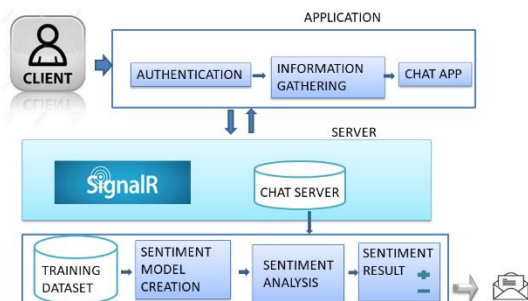 APPLICATION
CLIENT
AUTHENTICATION
INFORMATION
GATHERING
CHAT APP
SERVER
SignalR
CHAT SERVER
TRAINING
DATASET
SENTIMENT
MODEL
CREATION
SENTIMENT
ANALYSIS
SENTIMENT
RESULT
+
-